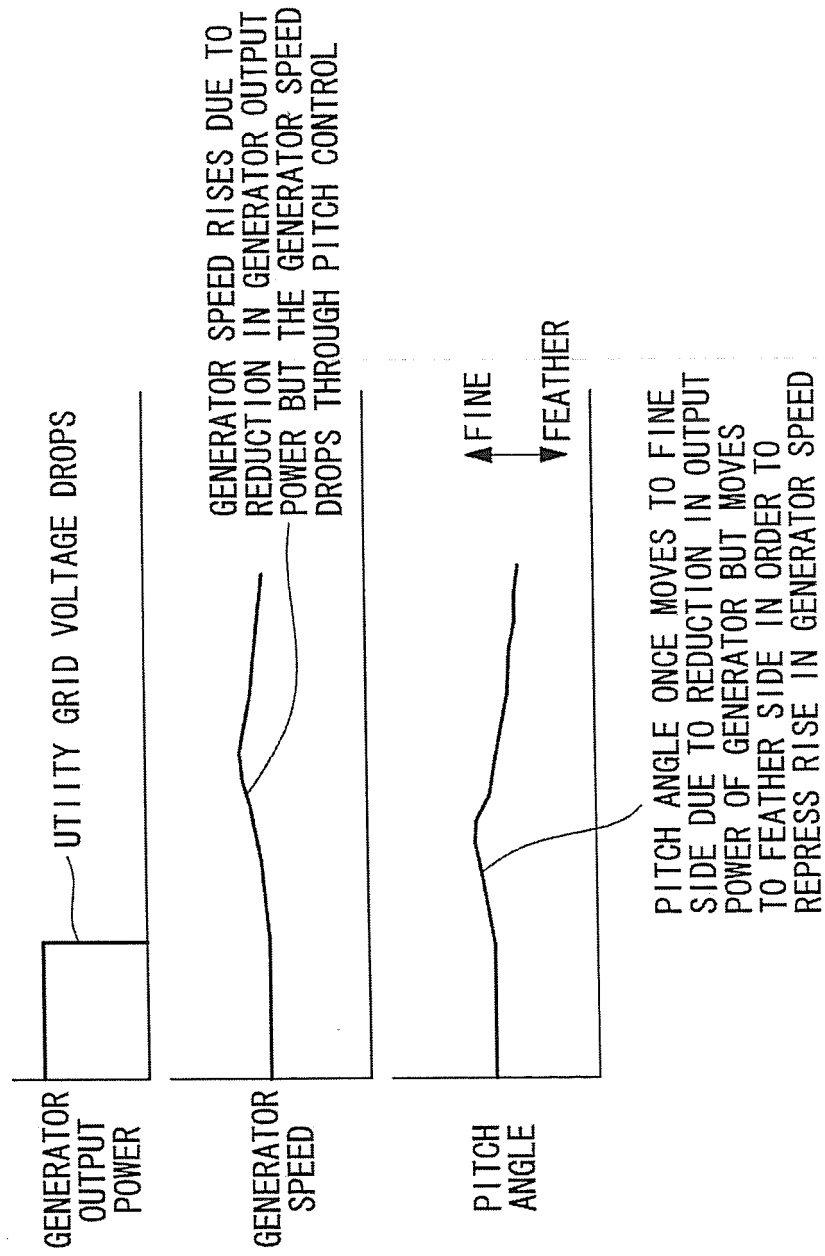 GENERATOR
OUTPUT
POWER
UTIITY GRID VOLTAGE DROPS
GENERATOR
SPEED
GENERATOR SPEED RISES DUE TO
REDUCTION IN GENERATOR OUTPUT
POWER BUT THE GENERATOR SPEED
DROPS THROUGH PITCH CONTROL
PITCH
ANGLE
FINE
FEATHER
PITCH ANGLE ONCE MOVES TO FINE
SIDE DUE TO REDUCTION IN OUTPUT
POWER OF GENERATOR BUT MOVES
TO FEATHER SIDE IN ORDER TO
REPRESS RISE IN GENERATOR SPEED